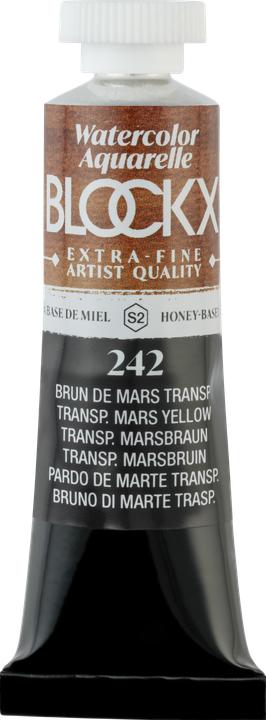 Watercolor
Aquarelle
BLOCKX
EXTRA-FINE
ARTIST QUALITY
BASE DE MIEL S2 HONEY-BASE
242
BRUN DE MARS TRANSP.
TRANSP. MARS YELLOW
TRANSP. MARSBRAUN
TRANSP. MARSBRUIN
PARDO DE MARTE TRANSP.
BRUNO DI MARTE TRASP.